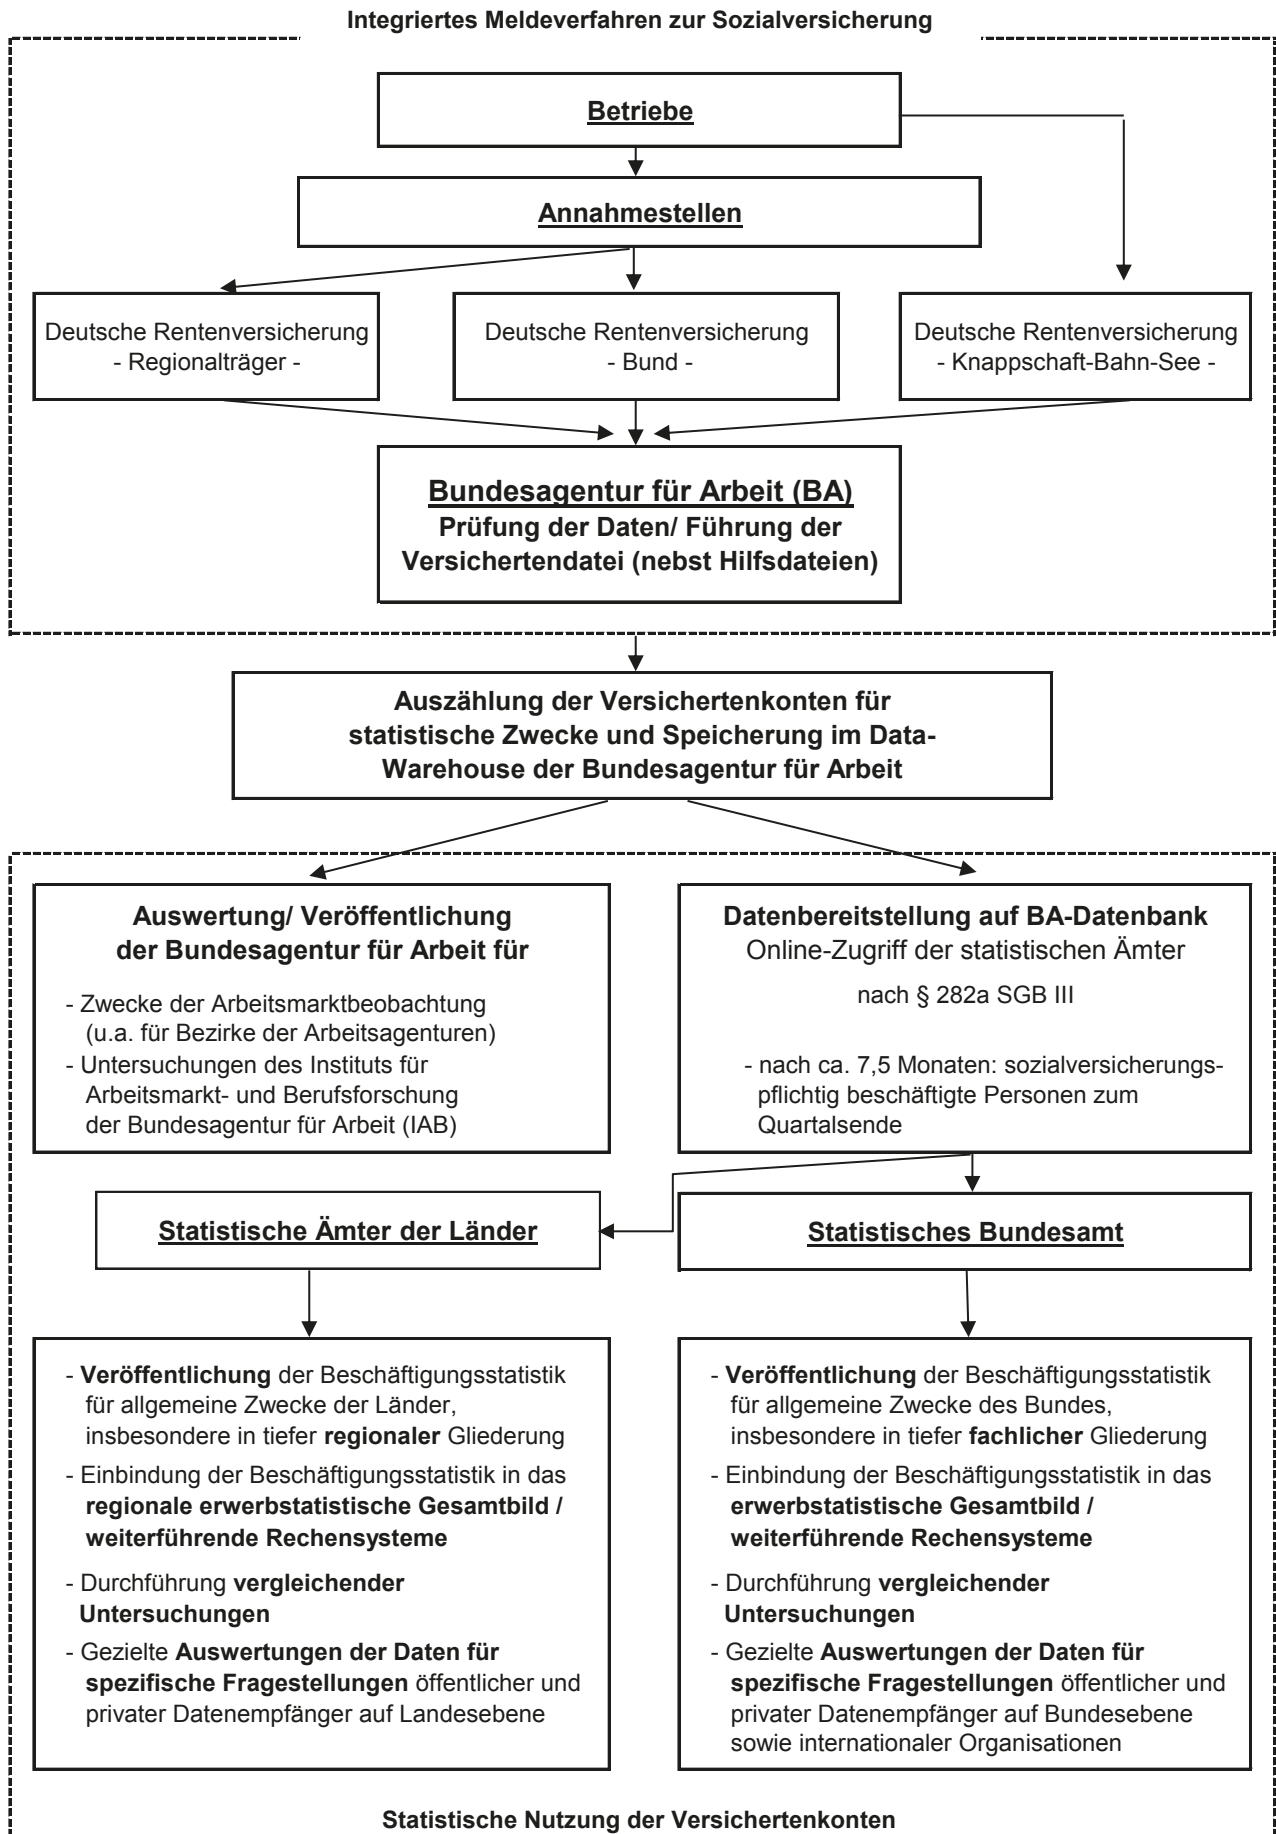 Integriertes Meldeverfahren zur Sozialversicherung
Betriebe
Annahmestellen
Deutsche Rentenversicherung
- Regionalträger -
Deutsche Rentenversicherung
- Bund -
Deutsche Rentenversicherung
- Knappschaft-Bahn-See -
Bundesagentur für Arbeit (BA)
Prüfung der Daten/ Führung der
Versichertendatei (nebst Hilfsdateien)
Auszählung der Versichertenkonten für
statistische Zwecke und Speicherung im Data-
Warehouse der Bundesagentur für Arbeit
Auswertung/ Veröffentlichung
der Bundesagentur für Arbeit für
- Zwecke der Arbeitsmarktbeobachtung
(u.a. für Bezirke der Arbeitsagenturen)
- Untersuchungen des Instituts für
Arbeitsmarkt- und Berufsforschung
der Bundesagentur für Arbeit (IAB)
Datenbereitstellung auf BA-Datenbank
Online-Zugriff der statistischen Ämter
nach § 282a SGB III
- nach ca. 7,5 Monaten: sozialversicherungs-
pflichtig beschäftigte Personen zum
Quartalsende
Statistische Ämter der Länder
Statistisches Bundesamt
- Veröffentlichung der Beschäftigungsstatistik
für allgemeine Zwecke der Länder,
insbesondere in tiefer regionaler Gliederung
- Einbindung der Beschäftigungsstatistik in das
regionale erwerbstatistische Gesamtbild /
weiterführende Rechensysteme
- Durchführung vergleichender
Untersuchungen
- Gezielte Auswertungen der Daten für
spezifische Fragestellungen öffentlicher und
privater Datenempfänger auf Landesebene
- Veröffentlichung der Beschäftigungsstatistik
für allgemeine Zwecke des Bundes,
insbesondere in tiefer fachlicher Gliederung
- Einbindung der Beschäftigungsstatistik in das
erwerbstatistische Gesamtbild /
weiterführende Rechensysteme
- Durchführung vergleichender
Untersuchungen
- Gezielte Auswertungen der Daten für
spezifische Fragestellungen öffentlicher und
privater Datenempfänger auf Bundesebene
sowie internationaler Organisationen
Statistische Nutzung der Versichertenkonten